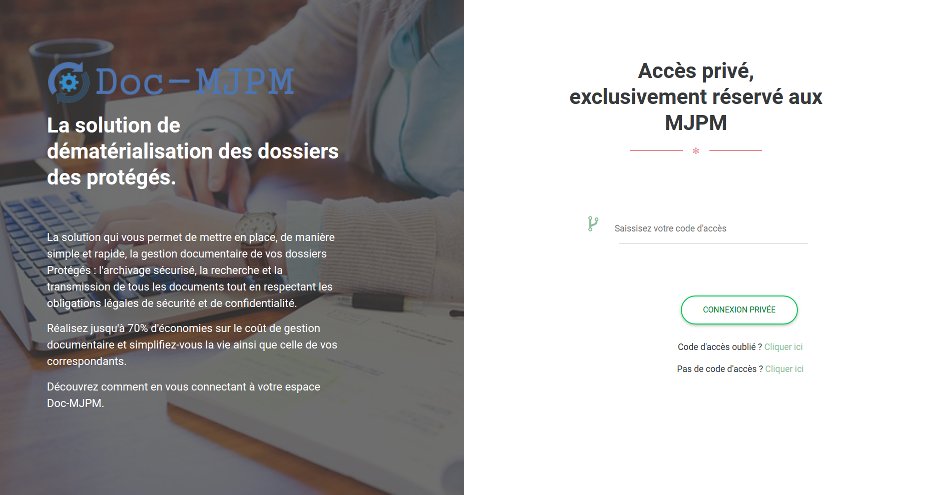 Doc-MJPM
La solution de
dématérialisation des dossiers
des protégés.
La solution qui vous permet de mettre en place, de manière
simple et rapide, la gestion documentaire de vos dossiers
Protégés : l'archivage sécurisé, la recherche et la
transmission de tous les documents tout en respectant les
obligations légales de sécurité et de confidentialité.
Réalisez jusqu'à 70% d'économies sur le coût de gestion
documentaire et simplifiez-vous la vie ainsi que celle de vos
correspondants.
Découvrez comment en vous connectant à votre espace
Doc-MJPM.
Accès privé,
exclusivement réservé aux
MJPM
Saissisez votre code d'accès
CONNEXION PRIVÉE
Code d'accès oublié ? Cliquer ici
Pas de code d'accès ? Cliquer ici